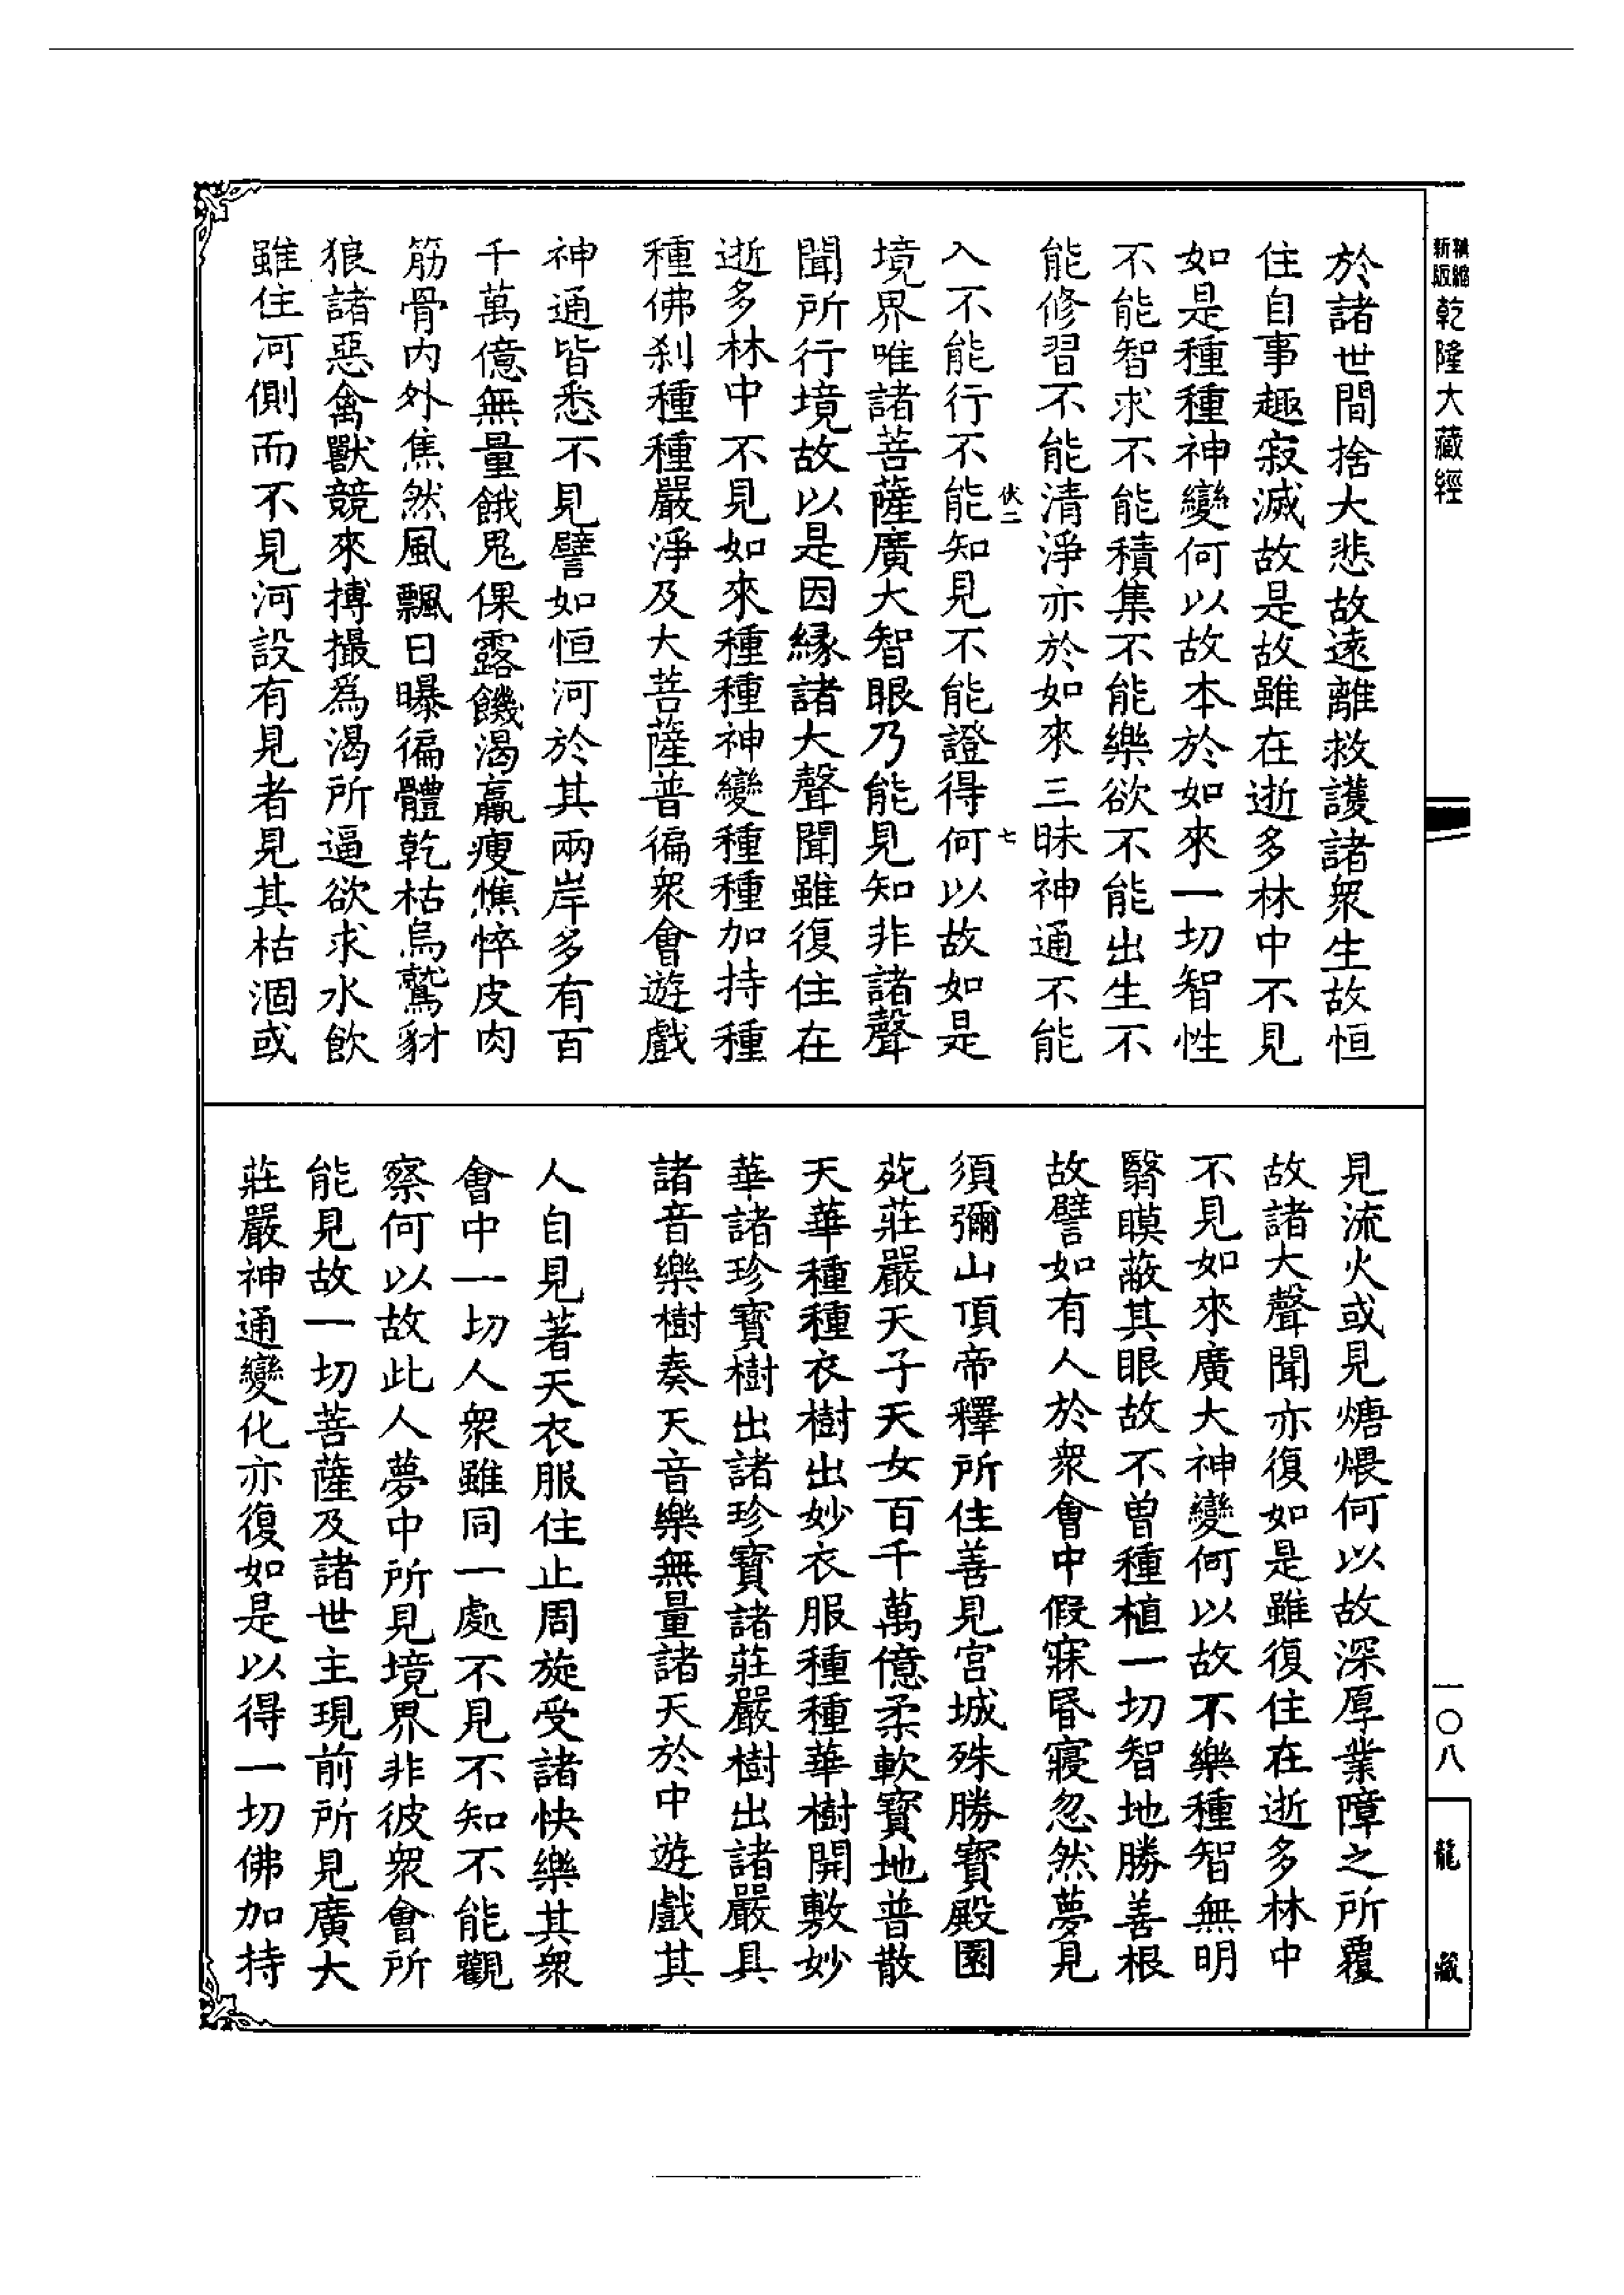 精縮新版乾隆大藏經
於諸世間捨大悲故遠離救護諸衆生故恒
住自事趣寂滅故是故雖在逝多林中不見
如是種種神變何以故本於如來一切智性
不能智求不能積集不能樂欲不能出生不
能修習不能清淨亦於如來三昧神通不能
伏二 七
入不能行不能知見不能證得何以故如是
境界唯諸菩薩廣大智眼乃能見知非諸聲
聞所行境故以是因緣諸大聲聞雖復住在
逝多林中不見如來種種神變種種加持種
種佛刹種種嚴淨及大菩薩普徧衆會遊戲
神通皆悉不見譬如恒河於其兩岸多有百
千萬億無量餓鬼倮露饑渴羸瘦憔悴皮肉
筋骨內外焦然風飄日曝徧體乾枯烏鷲豺
狼諸惡禽獸競來搏撮爲渴所逼欲求水飲
雖住河側而不見河設有見者見其枯涸或
見流火或見煻煨何以故深厚業障之所覆
故諸大聲聞亦復如是雖復住在逝多林中
不見如來廣大神變何以故不樂種智無明
翳瞙蔽其眼故不曾種植一切智地勝善根
故譬如有人於衆會中假寐昏寢忽然夢見
須彌山頂帝釋所住善見宮城殊勝寶殿園
苑莊嚴天子天女百千萬億柔軟寶地普散
天華種種衣樹出妙衣服種種華樹開敷妙
華諸珍寶樹出諸珍寶諸莊嚴樹出諸嚴具
諸音樂樹奏天音樂無量諸天於中遊戲其
人自見著天衣服住止周旋受諸快樂其衆
會中一切人衆雖同一處不見不知不能觀
察何以故此人夢中所見境界非彼衆會所
能見故一切菩薩及諸世主現前所見廣大
莊嚴神通變化亦復如是以得一切佛加持
一〇八
龍藏